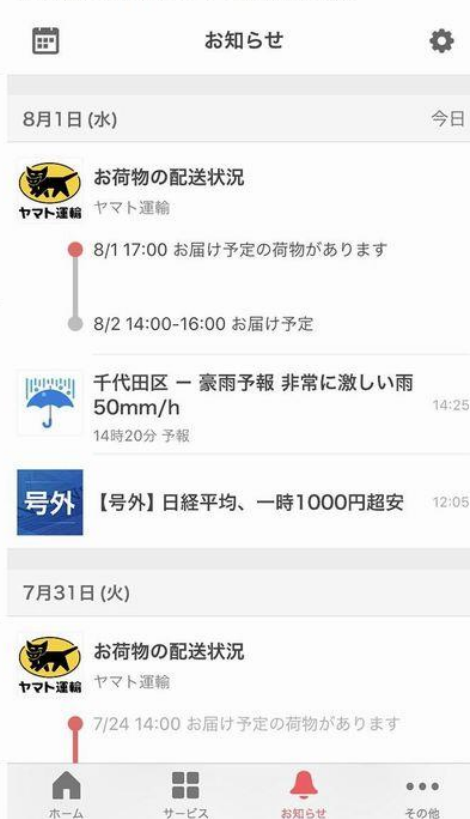 お知らせ
8月1日 (水) 今日
お荷物の配送状況
ヤマト運輸
ヤマト運輸
8/1 17:00 お届け予定の荷物があります
8/2 14:00-16:00 お届け予定
千代田区 ー 豪雨予報 非常に激しい雨
50mm/h
14:25
14時20分 予報
号外
【号外】日経平均、一時1000円超安
12:05
7月31日 (火)
お荷物の配送状況
ヤマト運輸
ヤマト運輸
7/24 14:00 お届け予定の荷物があります
ホーム サービス お知らせ その他